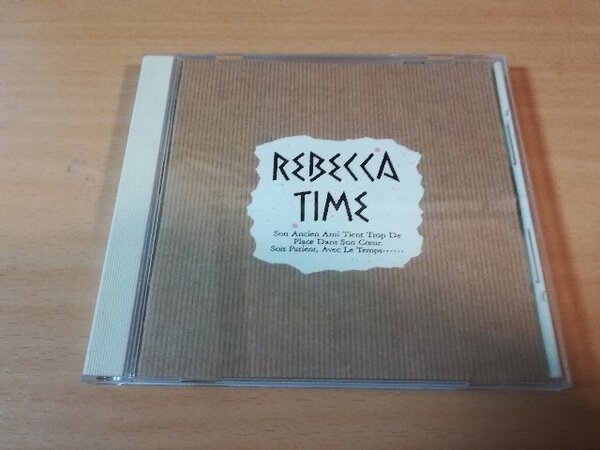 REBECCA
TIME
Son Ancien Ami Tient Trop De
Place Dans Son Cœur
Sois Patient, Avec Le Temps······